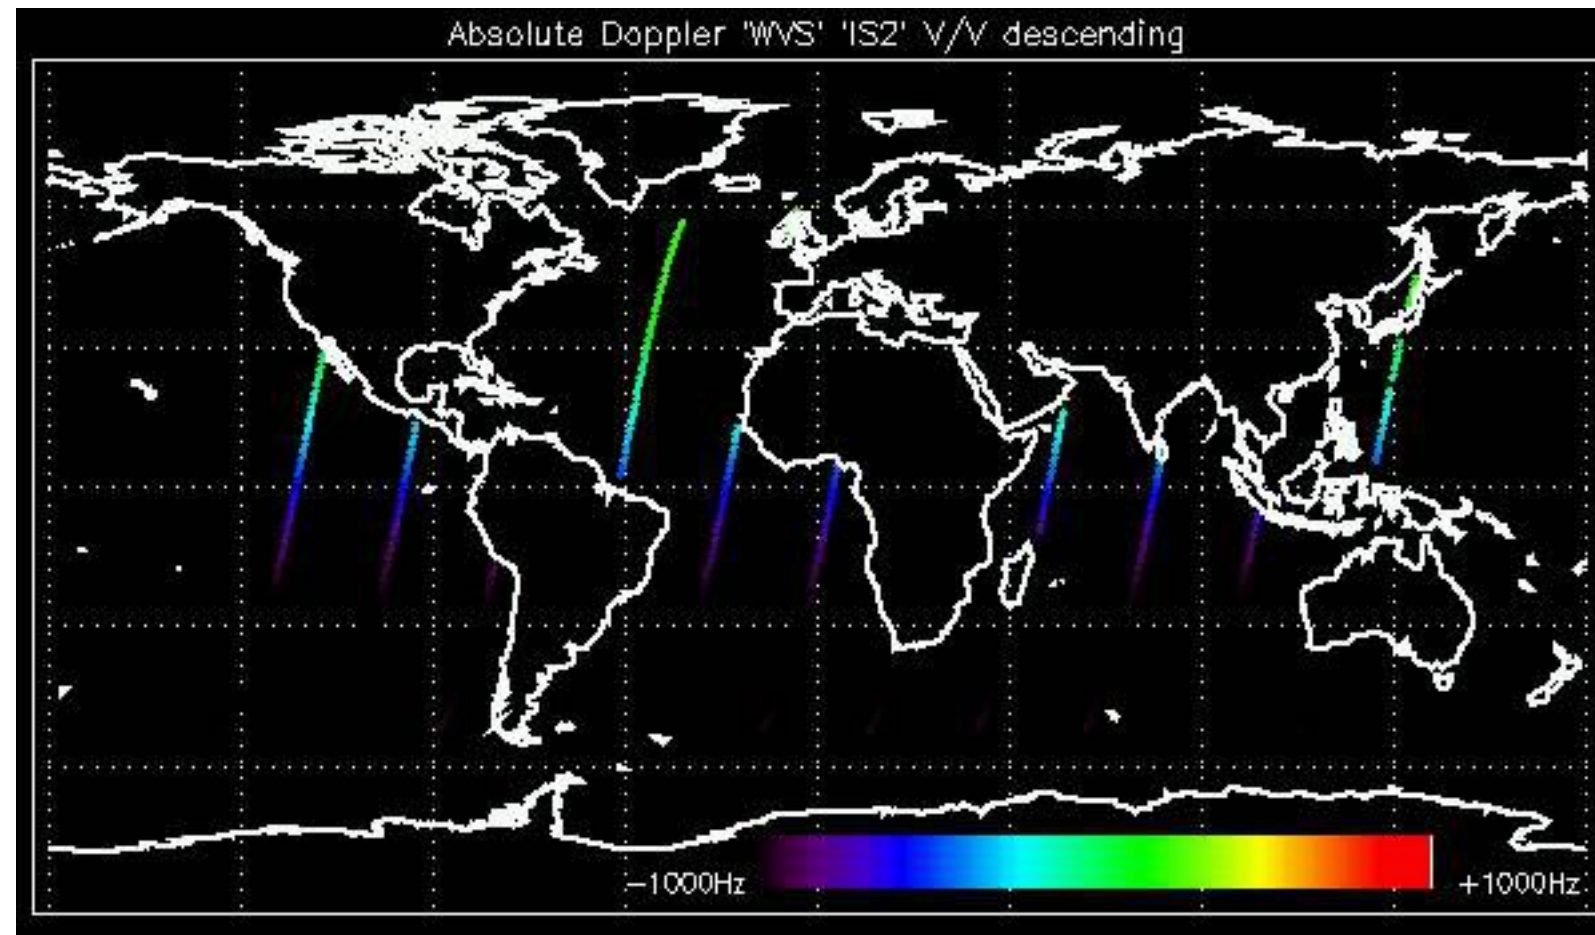 Absolute Doppler 'WVS' 'IS2' V/V descending
−1000Hz
+1000Hz